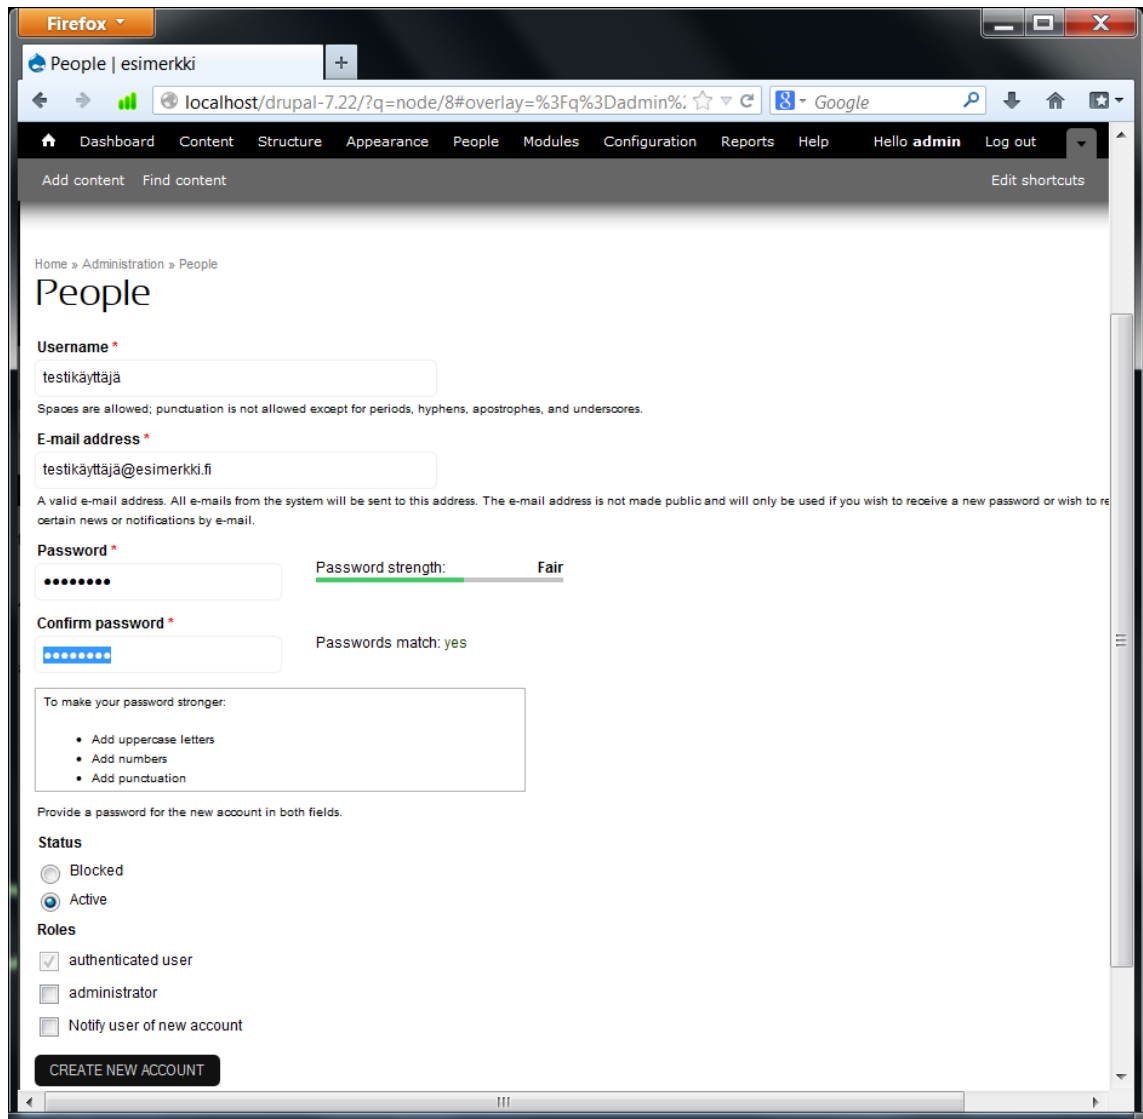 Firefox
People | esimerkki
localhost/drupal-7.22/?q=node/8#overlay=%3Fq%3Dadmin%
Google
Dashboard Content Structure Appearance People Modules Configuration Reports Help Hello admin Log out
Add content Find content Edit shortcuts
Home » Administration » People
People
Username *
testikäyttäjä
Spaces are allowed; punctuation is not allowed except for periods, hyphens, apostrophes, and underscores.
E-mail address *
testikäyttäjä@esimerkki.fi
A valid e-mail address. All e-mails from the system will be sent to this address. The e-mail address is not made public and will only be used if you wish to receive a new password or wish to re
certain news or notifications by e-mail.
Password *
Password strength: Fair
Confirm password *
Passwords match: yes
To make your password stronger:
• Add uppercase letters
• Add numbers
• Add punctuation
Provide a password for the new account in both fields.
Status
Blocked
Active
Roles
authenticated user
administrator
Notify user of new account
CREATE NEW ACCOUNT